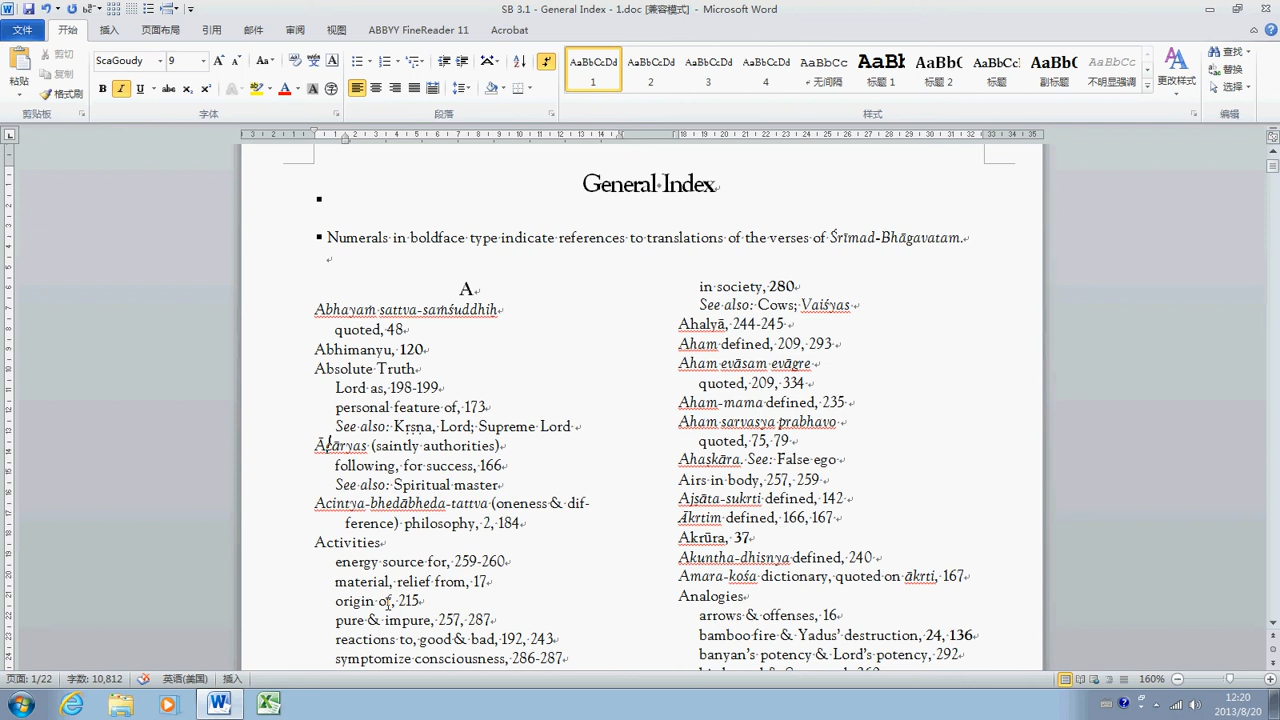 SB 3.1 - General Index - 1.doc [兼容模式] - Microsoft Word
文件 开始 插入 页面布局 引用 邮件 审阅 视图 ABBYY FineReader 11 Acrobat
粘贴 剪切 复制 格式刷 剪贴板
ScaGoudy 9 字体
段落
AaBbCcDd 1
AaBbCcDd 2
AaBbCcDd 3
AaBbCcDd 4
AaBbCcDd 无间隔
AaBb 标题 1
AaBbC 标题 2
AaBbCc 标题
AaBbCc 副标题
AaBbCcDd 不明显强调
样式
更改样式
查找 替换 选择 编辑
General Index
Numerals in boldface type indicate references to translations of the verses of Śrīmad-Bhāgavatam.
A
Abhayaṁ sattva-saṁśuddhiḥ
quoted, 48
Abhimanyu, 120
Absolute Truth
Lord as, 198-199
personal feature of, 173
See also: Kṛṣṇa, Lord; Supreme Lord
Ācāryas (saintly authorities)
following, for success, 166
See also: Spiritual master
Acintya-bhedābheda-tattva (oneness & dif-
ference) philosophy, 2, 184
Activities
energy source for, 259-260
material, relief from, 17
origin of, 215
pure & impure, 257, 287
reactions to, good & bad, 192, 243
symptomize consciousness, 286-287
in society, 280
See also: Cows; Vaiśyas
Ahalyā, 244-245
Aham defined, 209, 293
Aham evāsam evāgre
quoted, 209, 334
Aham-mama defined, 235
Aham sarvasya prabhavo
quoted, 75, 79
Ahaṣkāra. See: False ego
Airs in body, 257, 259
Ajṣāta-sukrti defined, 142
Ākrtim defined, 166, 167
Akrūra, 37
Akuntha-dhisnya defined, 240
Amara-kośa dictionary, quoted on ākrti, 167
Analogies
arrows & offenses, 16
bamboo fire & Yadus' destruction, 24, 136
banyan's potency & Lord's potency, 292
页面: 1/22 字数: 10,812 英语(美国) 插入 160%
12:20
2013/8/20